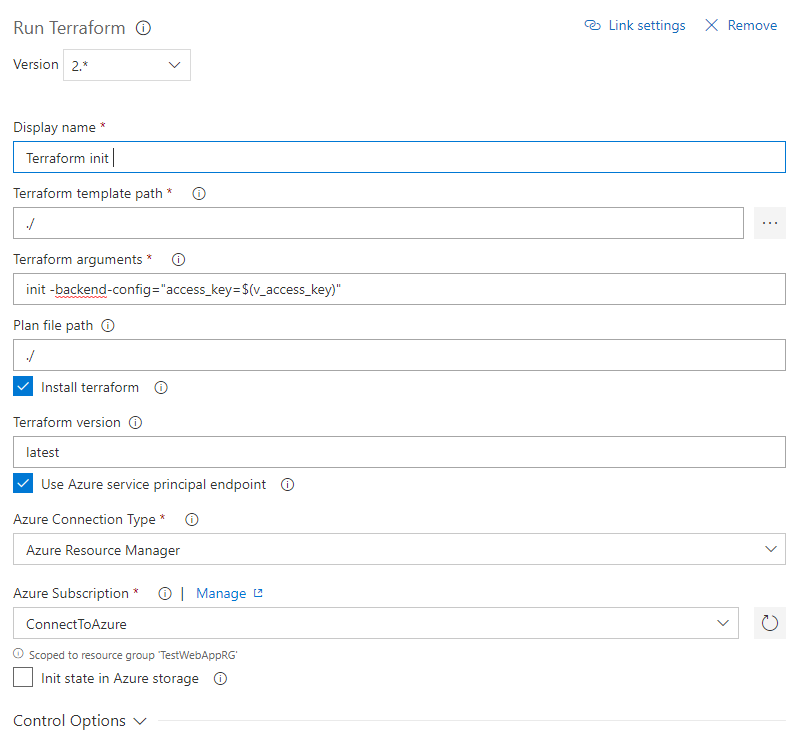 Run Terraform Link settings Remove
Version 2.*
Display name *
Terraform init
Terraform template path *
./ ...
Terraform arguments *
init -backend-config="access_key=$(v_access_key)"
Plan file path
./
Install terraform
Terraform version
latest
Use Azure service principal endpoint
Azure Connection Type *
Azure Resource Manager
Azure Subscription * | Manage
ConnectToAzure
Scoped to resource group 'TestWebAppRG'
Init state in Azure storage
Control Options